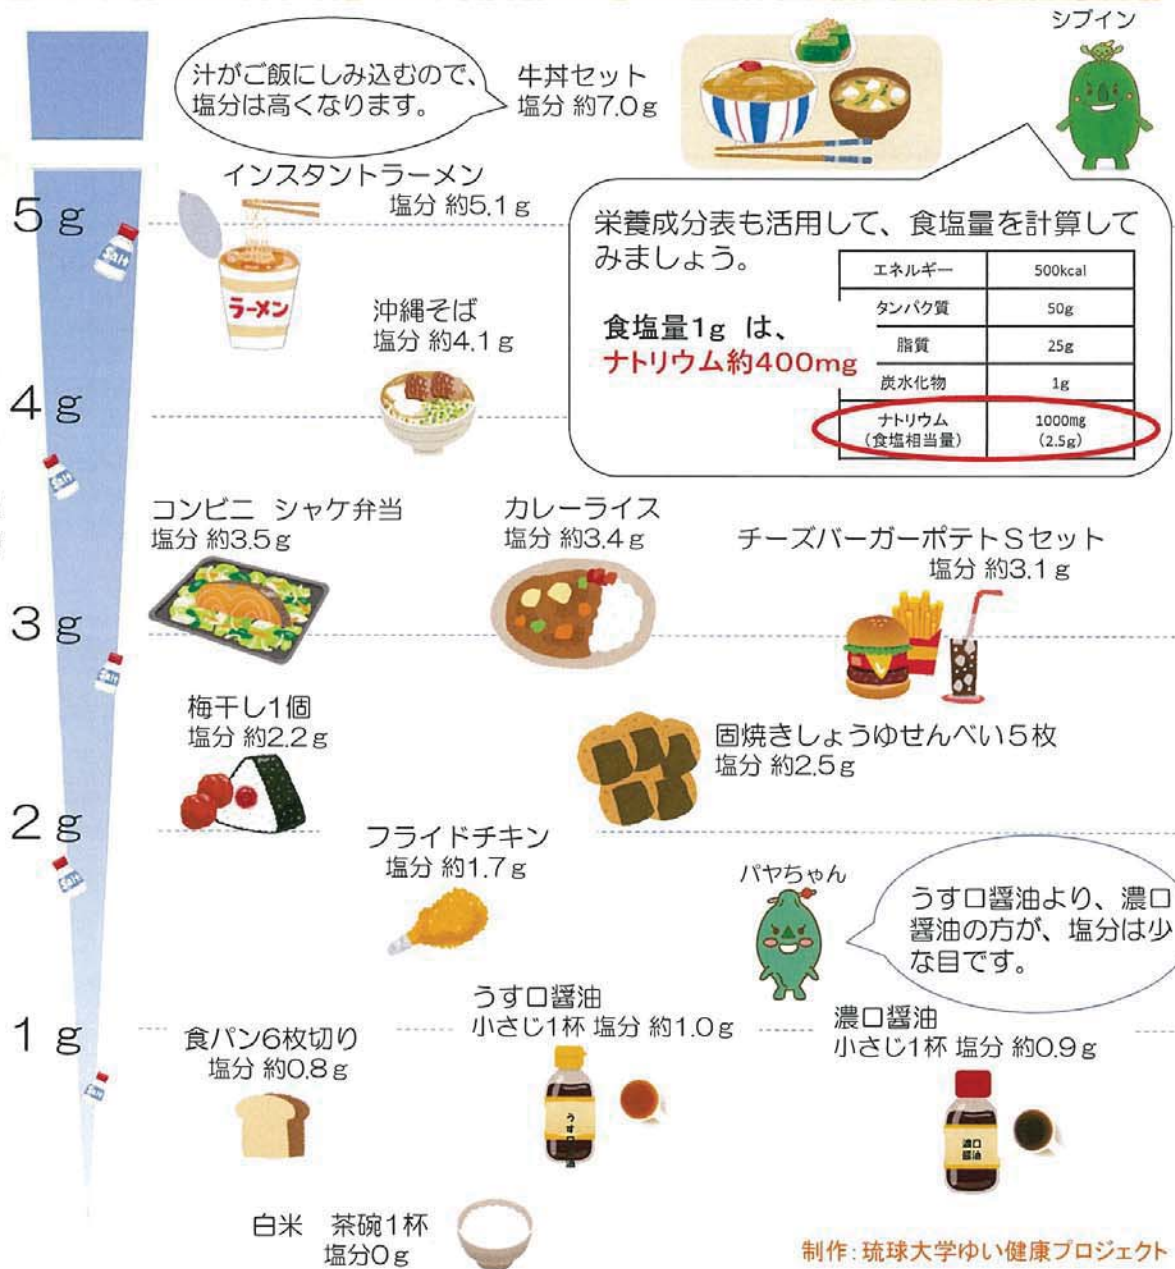 シブイン
汁がご飯にしみ込むので、
塩分は高くなります。
牛丼セット
塩分 約7.0g
インスタントラーメン
塩分 約5.1g
5g
Salt
ラーメン
栄養成分表も活用して、食塩量を計算して
みましょう。
エネルギー 500kcal
タンパク質 50g
脂質 25g
炭水化物 1g
ナトリウム 1000mg
(食塩相当量) (2.5g)
食塩量1g は、
ナトリウム約400mg
沖縄そば
塩分 約4.1g
4g
Salt
コンビニ シャケ弁当
塩分 約3.5g
カレーライス
塩分 約3.4g
チーズバーガーポテトSセット
塩分 約3.1g
3g
Salt
梅干し1個
塩分 約2.2g
固焼きしょうゆせんべい5枚
塩分 約2.5g
2g
Salt
フライドチキン
塩分 約1.7g
パヤちゃん
うす口醤油より、濃口
醤油の方が、塩分は少
な目です。
1g
食パン6枚切り
塩分 約0.8g
うす口醤油
小さじ1杯 塩分 約1.0g
濃口醤油
小さじ1杯 塩分 約0.9g
Salt
濃口
醤油
白米 茶碗1杯
塩分0g
制作:琉球大学ゆい健康プロジェクト